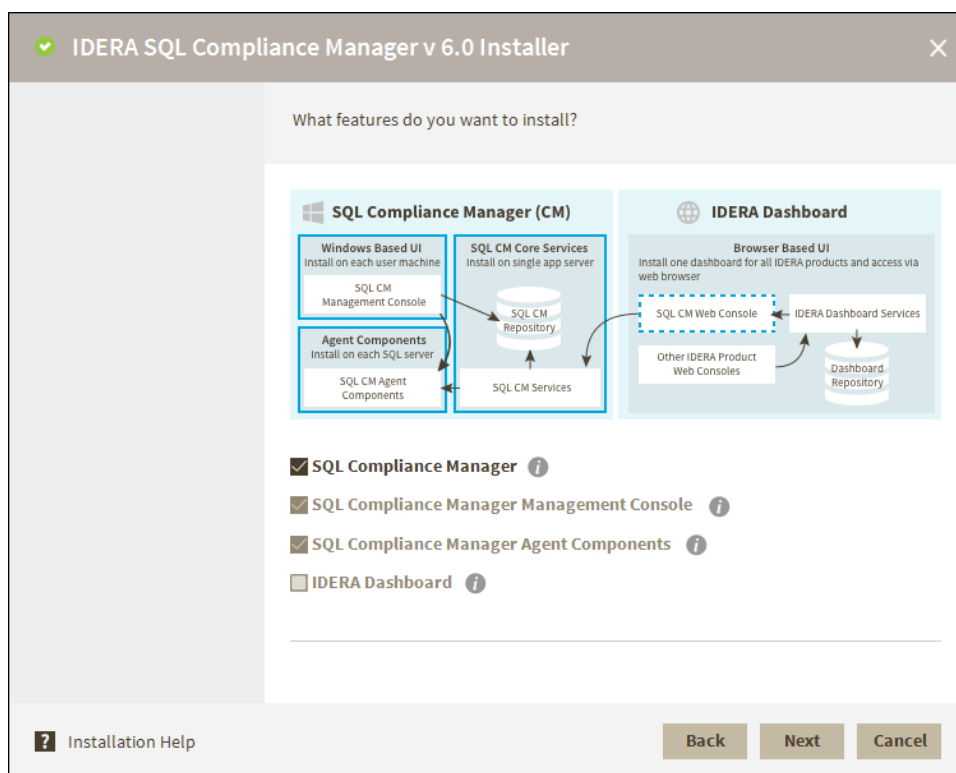 IDERA SQL Compliance Manager v 6.0 Installer
What features do you want to install?
SQL Compliance Manager (CM)
Windows Based UI
Install on each user machine
SQL CM
Management Console
Agent Components
Install on each SQL server
SQL CM Agent
Components
SQL CM Core Services
Install on single app server
SQL CM
Repository
SQL CM Services
IDERA Dashboard
Browser Based UI
Install one dashboard for all IDERA products and access via
web browser
SQL CM Web Console
IDERA Dashboard Services
Other IDERA Product
Web Consoles
Dashboard
Repository
SQL Compliance Manager
SQL Compliance Manager Management Console
SQL Compliance Manager Agent Components
IDERA Dashboard
Installation Help
Back
Next
Cancel